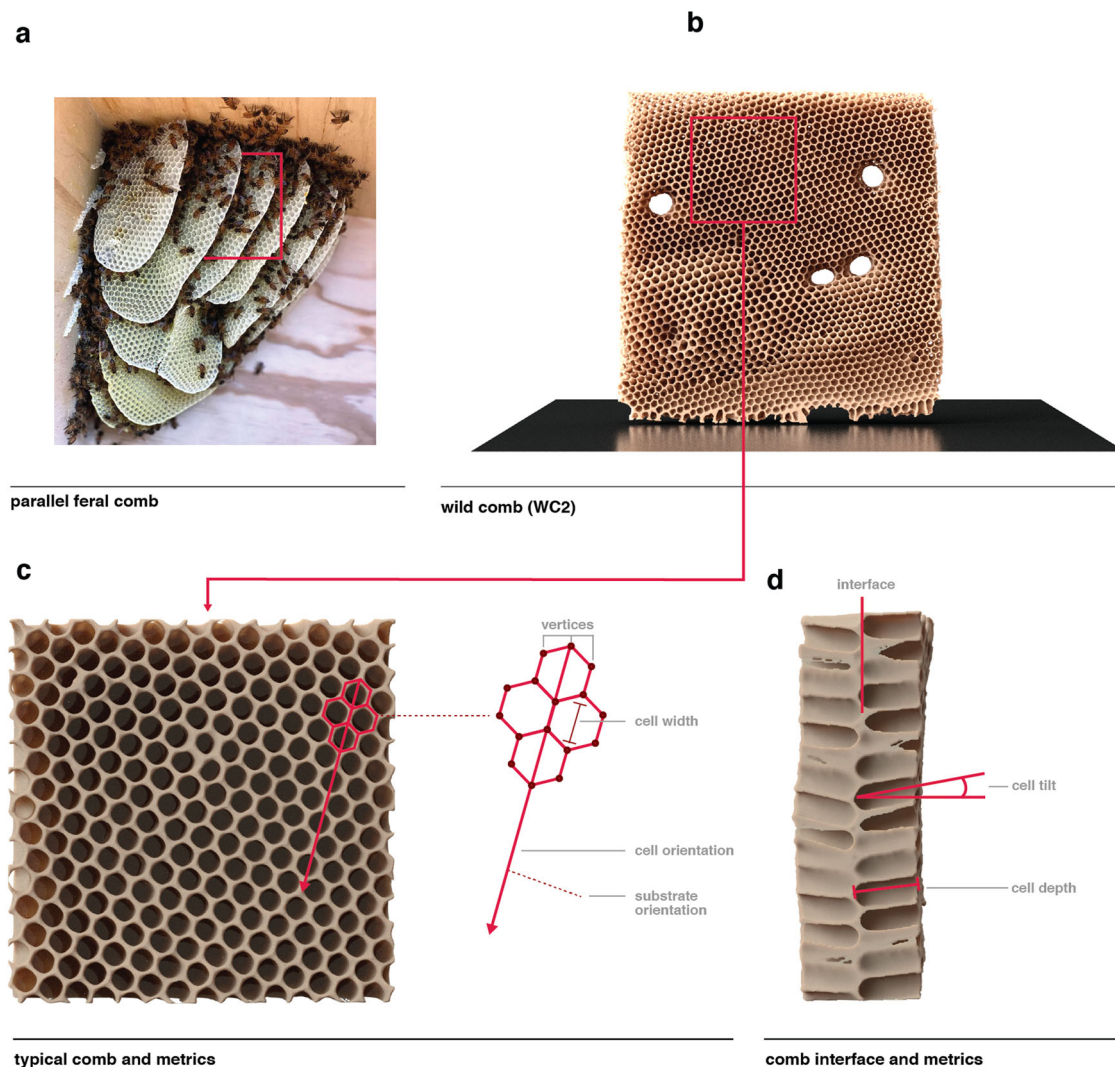 a
b
parallel feral comb
wild comb (WC2)
c
d
interface
vertices
cell width
cell tilt
cell orientation
substrate
orientation
cell depth
typical comb and metrics
comb interface and metrics